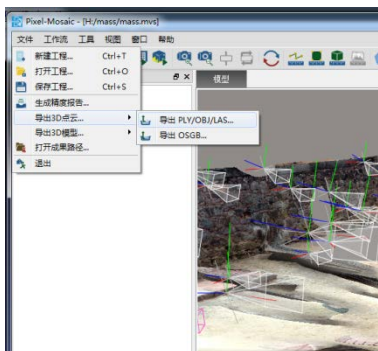 Pixel-Mosaic - [H:/mass/mass.mvs]
文件 工作流 工具 视图 窗口 帮助
新建工程... Ctrl+T
打开工程... Ctrl+O
保存工程... Ctrl+S
生成精度报告...
导出3D点云...
导出3D模型...
打开成果路径...
退出
导出 PLY/OBJ/LAS...
导出 OSGB...
模型